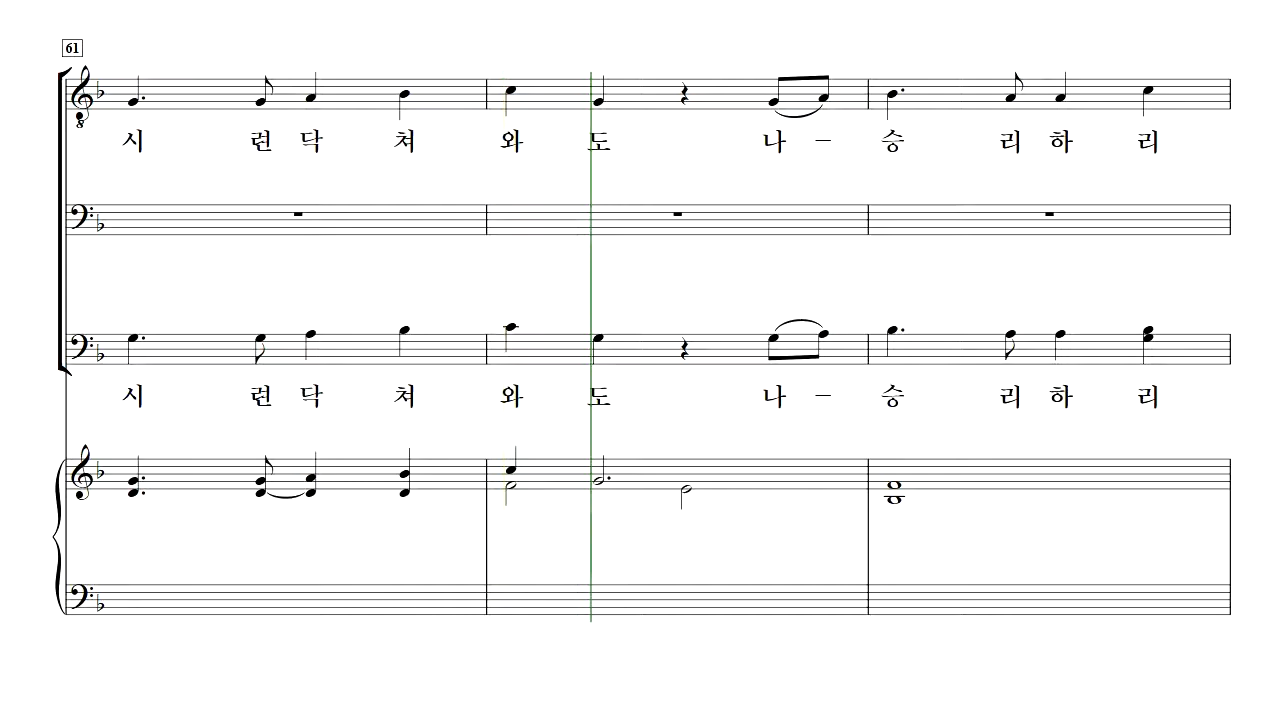 61
8
시 련 닥 쳐 와 도 나 – 승 리 하 리
시 련 닥 쳐 와 도 나 – 승 리 하 리